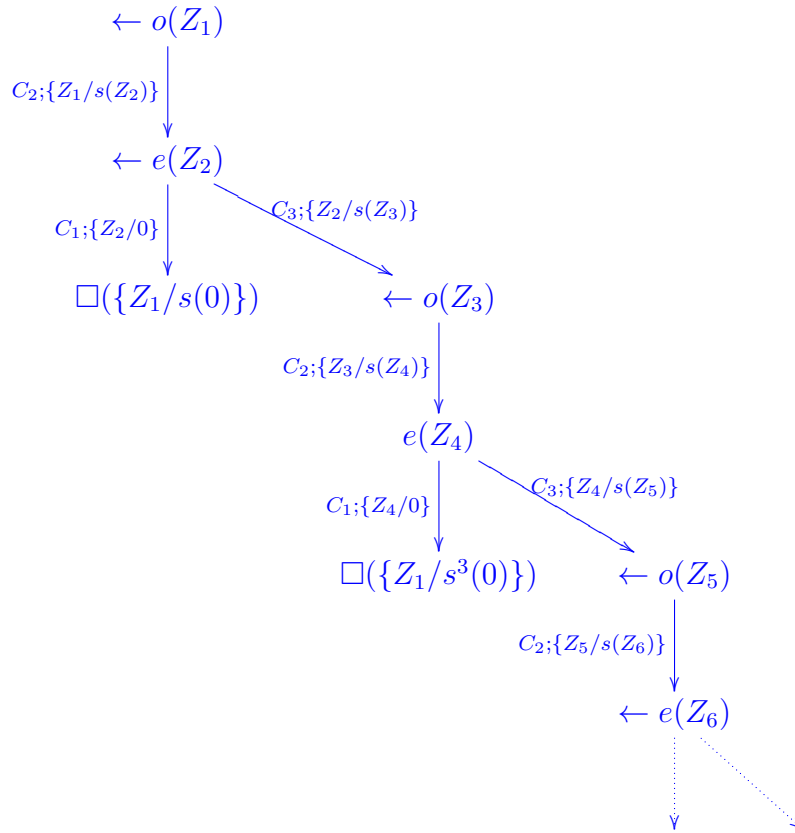 ← o(Z₁)
C₂;{Z₁/s(Z₂)}
← e(Z₂)
C₁;{Z₂/0}
C₃;{Z₂/s(Z₃)}
□({Z₁/s(0)})
← o(Z₃)
C₂;{Z₃/s(Z₄)}
e(Z₄)
C₁;{Z₄/0}
C₃;{Z₄/s(Z₅)}
□({Z₁/s³(0)})
← o(Z₅)
C₂;{Z₅/s(Z₆)}
← e(Z₆)